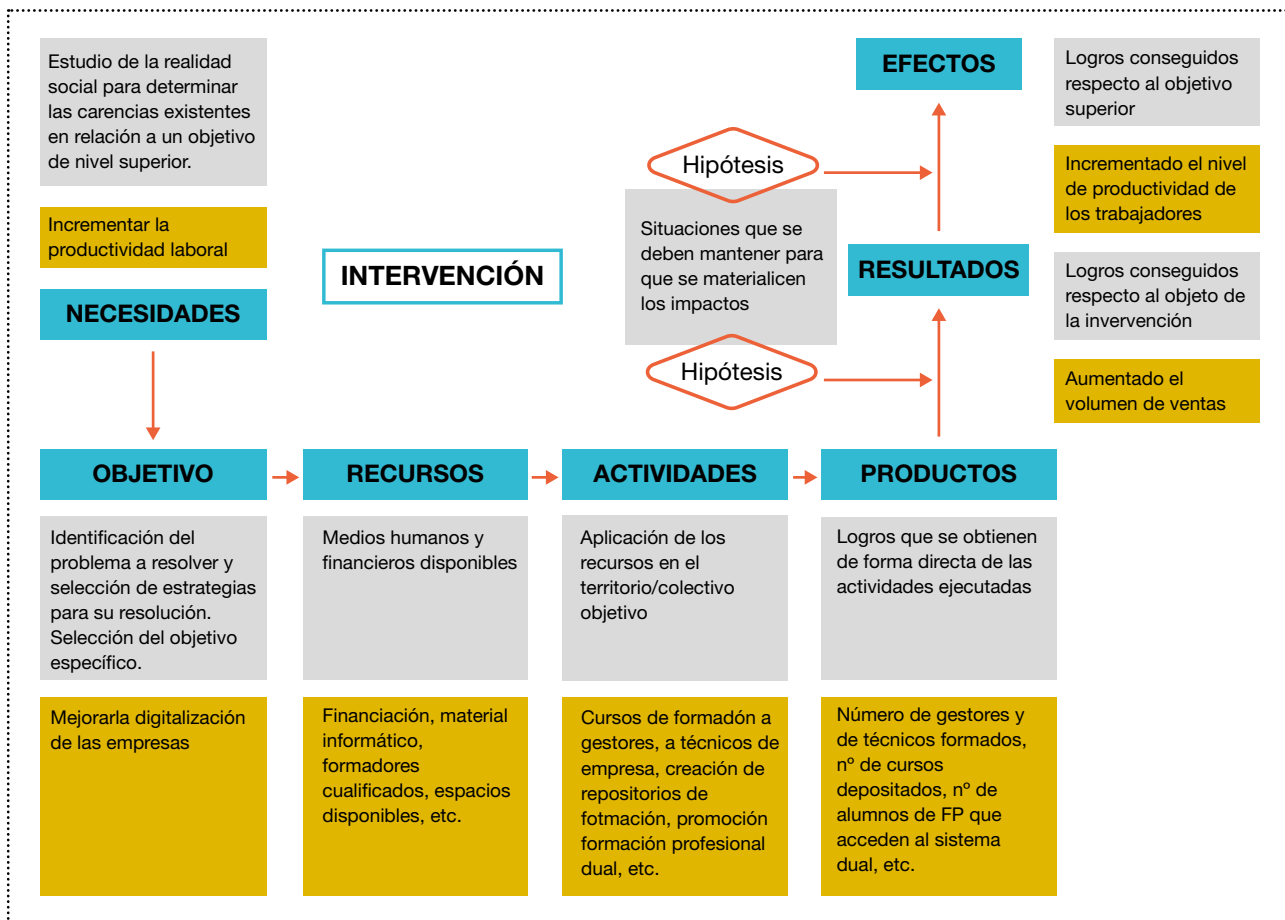 Estudio de la realidad
social para determinar
las carencias existentes
en relación a un objetivo
de nivel superior.
Incrementar la
productividad laboral
NECESIDADES
INTERVENCIÓN
Hipótesis
Situaciones que se
deben mantener para
que se materialicen
los impactos
Hipótesis
EFECTOS
RESULTADOS
Logros conseguidos
respecto al objetivo
superior
Incrementado el nivel
de productividad de
los trabajadores
Logros conseguidos
respecto al objeto de
la invervención
Aumentado el
volumen de ventas
OBJETIVO
Identificación del
problema a resolver y
selección de estrategias
para su resolución.
Selección del objetivo
específico.
Mejorarla digitalización
de las empresas
RECURSOS
Medios humanos y
financieros disponibles
Financiación, material
informático,
formadores
cualificados, espacios
disponibles, etc.
ACTIVIDADES
Aplicación de los
recursos en el
territorio/colectivo
objetivo
Cursos de formadón a
gestores, a técnicos de
empresa, creación de
repositorios de
fotmación, promoción
formación profesional
dual, etc.
PRODUCTOS
Logros que se obtienen
de forma directa de las
actividades ejecutadas
Número de gestores y
de técnicos formados,
nº de cursos
depositados, nº de
alumnos de FP que
acceden al sistema
dual, etc.